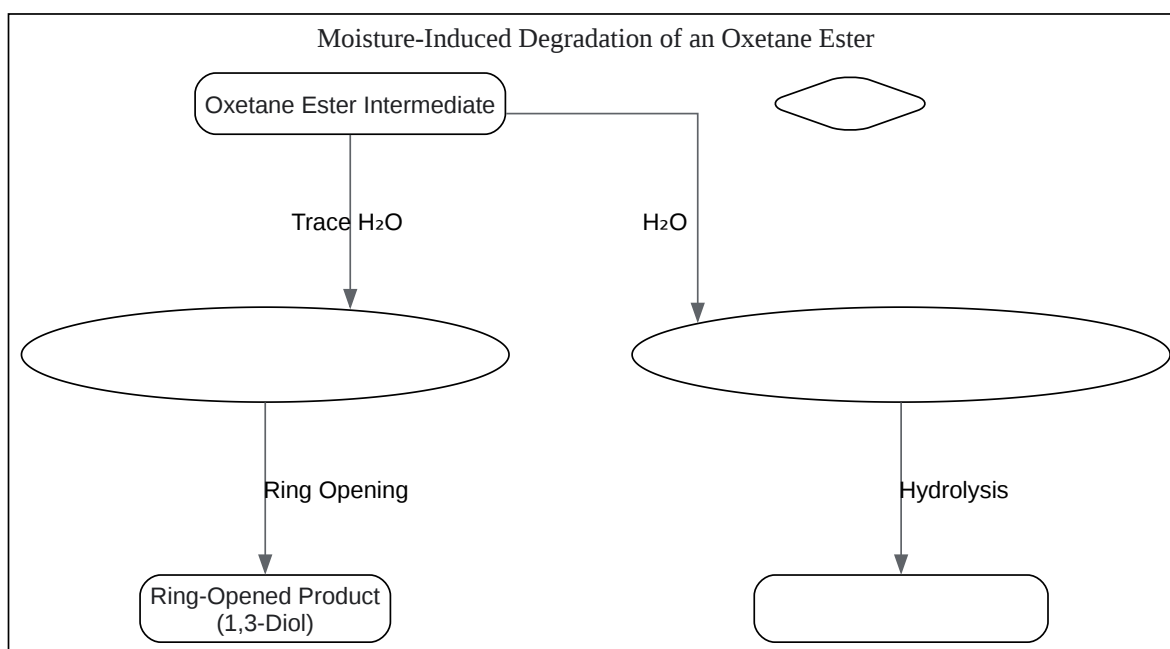 Moisture-Induced Degradation of an Oxetane Ester
Oxetane Ester Intermediate
Trace H₂O
H₂O
Ring Opening
Hydrolysis
Ring-Opened Product
(1,3-Diol)